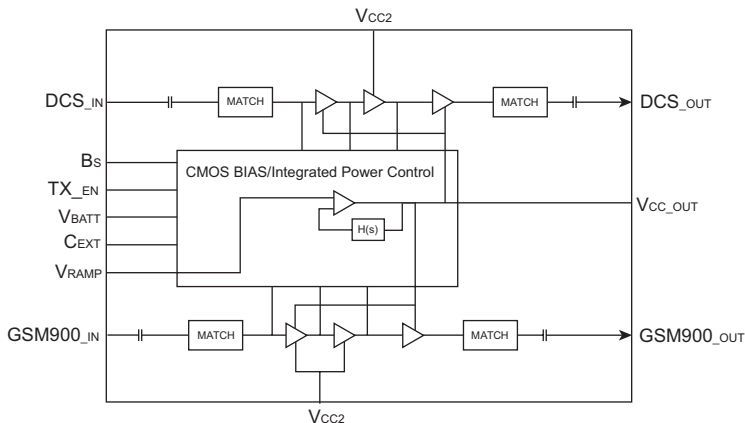 VCC2
DCS_IN
MATCH
MATCH
DCS_OUT
BS
CMOS BIAS/Integrated Power Control
TX_EN
VBATT
VCC_OUT
CEXT
H(s)
VRAMP
GSM900_IN
MATCH
MATCH
GSM900_OUT
VCC2